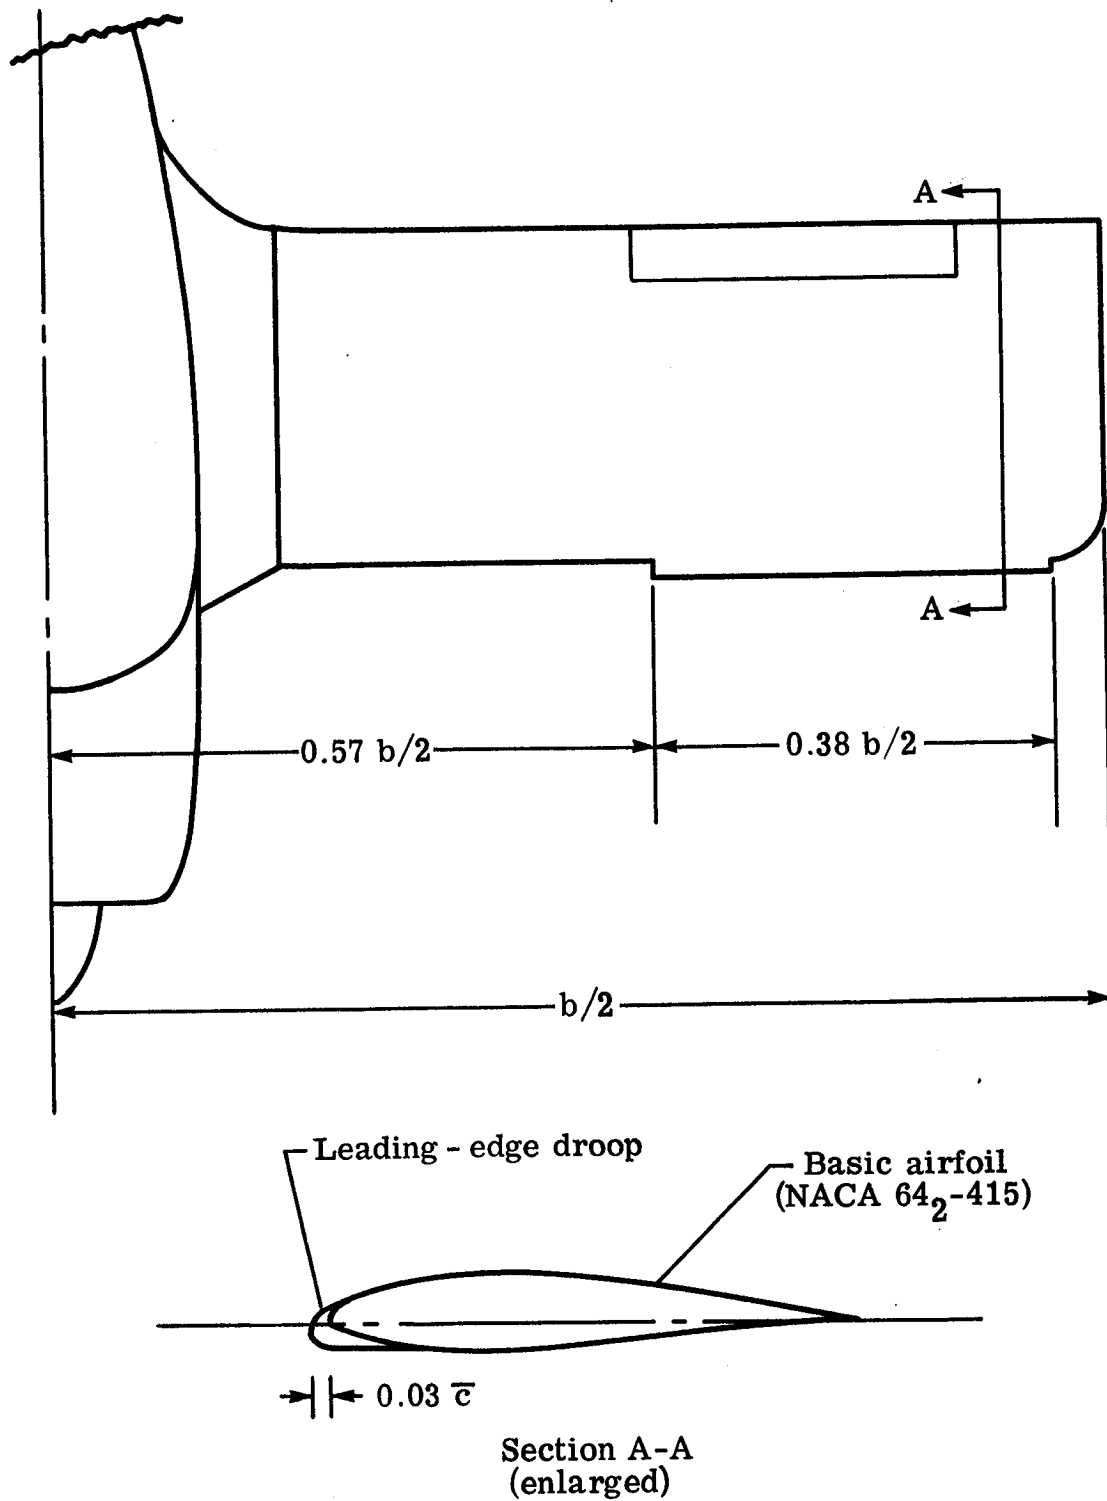 A
A
0.57 b/2
0.38 b/2
b/2
Leading - edge droop
Basic airfoil
(NACA 64₂-415)
0.03 c̅
Section A-A
(enlarged)